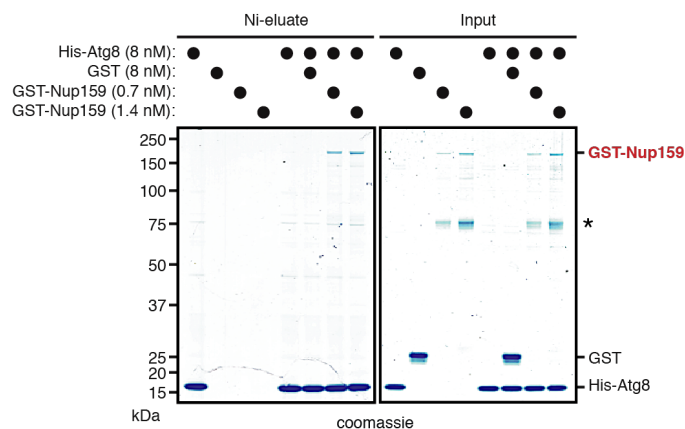 Ni-eluate Input
His-Atg8 (8 nM):
GST (8 nM):
GST-Nup159 (0.7 nM):
GST-Nup159 (1.4 nM):
250
150
100
75
50
37
25
20
15
kDa
GST-Nup159
*
GST
His-Atg8
coomassie